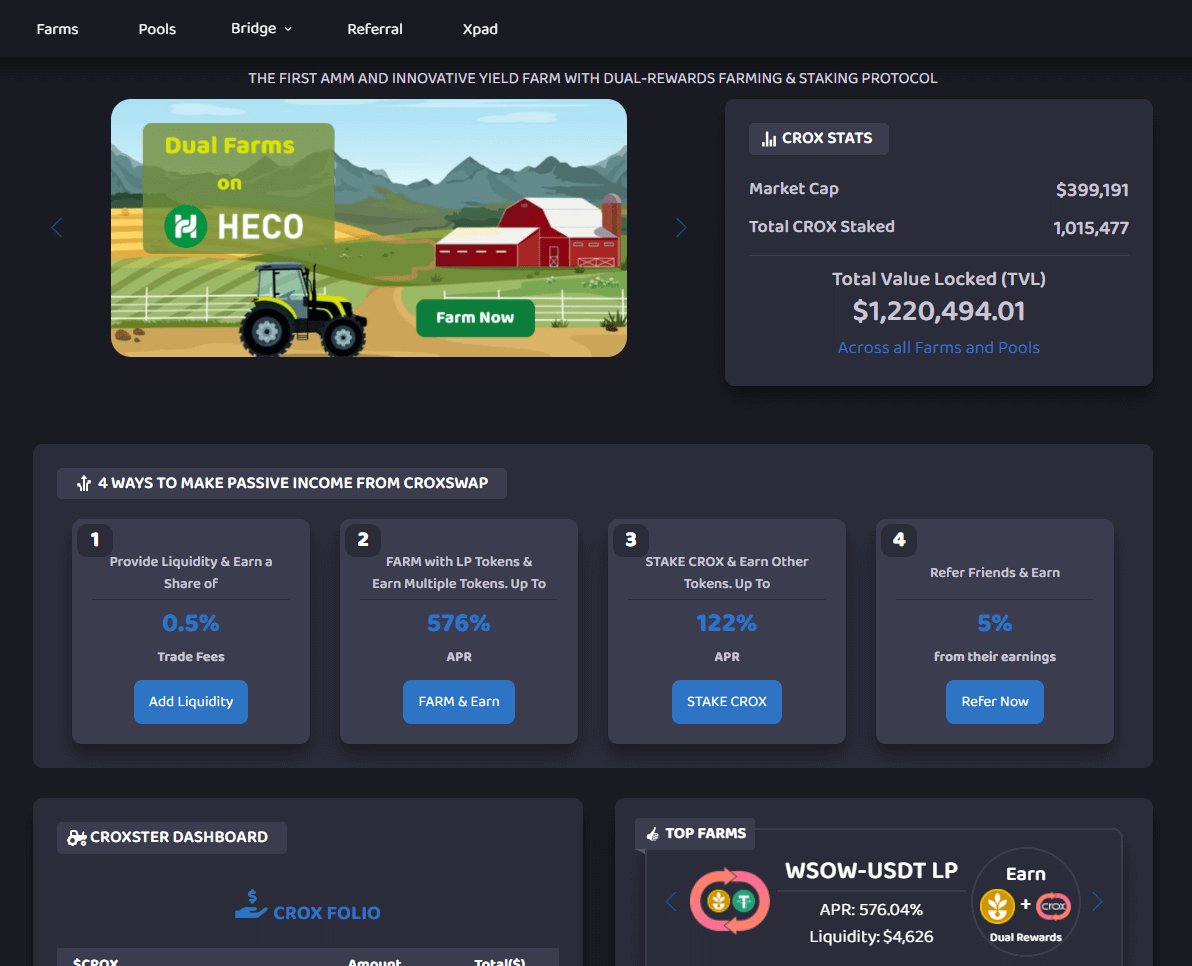 Farms
Pools
Bridge
Referral
Xpad
THE FIRST AMM AND INNOVATIVE YIELD FARM WITH DUAL-REWARDS FARMING & STAKING PROTOCOL
Dual Farms
on
HECO
Farm Now
CROX STATS
Market Cap $399,191
Total CROX Staked 1,015,477
Total Value Locked (TVL)
$1,220,494.01
Across all Farms and Pools
4 WAYS TO MAKE PASSIVE INCOME FROM CROXSWAP
1
Provide Liquidity & Earn a
Share of
0.5%
Trade Fees
Add Liquidity
2
FARM with LP Tokens &
Earn Multiple Tokens. Up To
576%
APR
FARM & Earn
3
STAKE CROX & Earn Other
Tokens. Up To
122%
APR
STAKE CROX
4
Refer Friends & Earn
5%
from their earnings
Refer Now
CROXSTER DASHBOARD
CROX FOLIO
$CROX Amount Total($)
TOP FARMS
WSOW-USDT LP
APR: 576.04%
Liquidity: $4,626
Earn
+
CROX
Dual Rewards